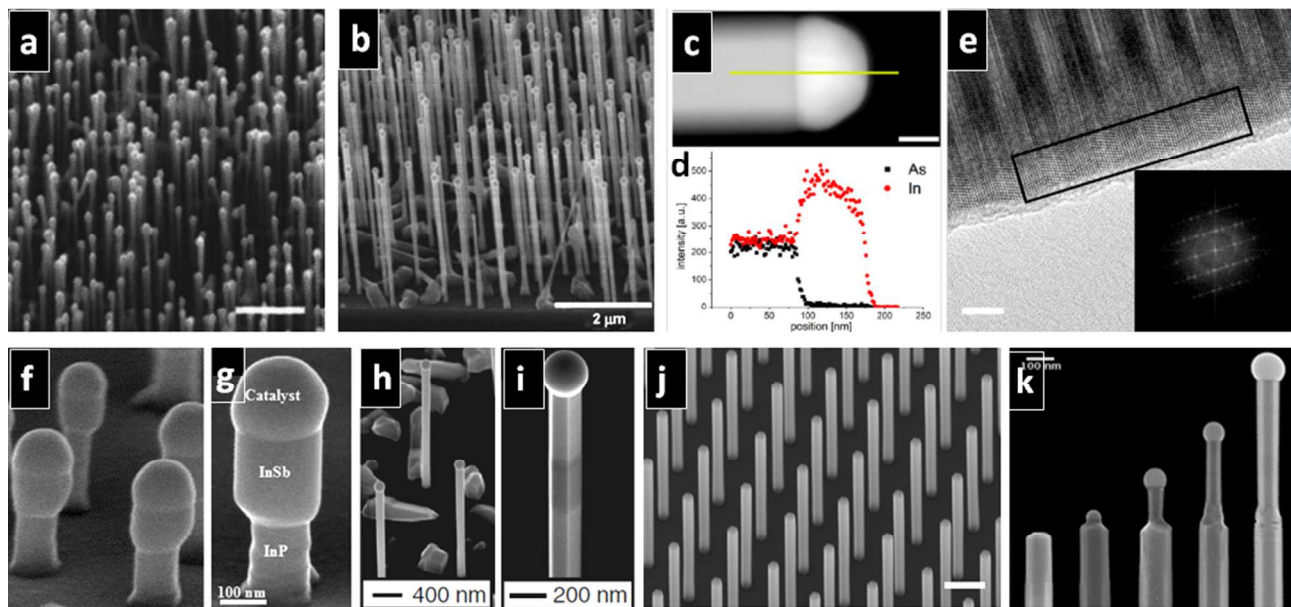 a
b
2 μm
c
d
As
In
intensity [a.u.]
500
400
300
200
100
0
0
50
100
150
200
250
position [nm]
e
f
g
Catalyst
InSb
InP
100 nm
h
400 nm
i
200 nm
j
k
100 nm